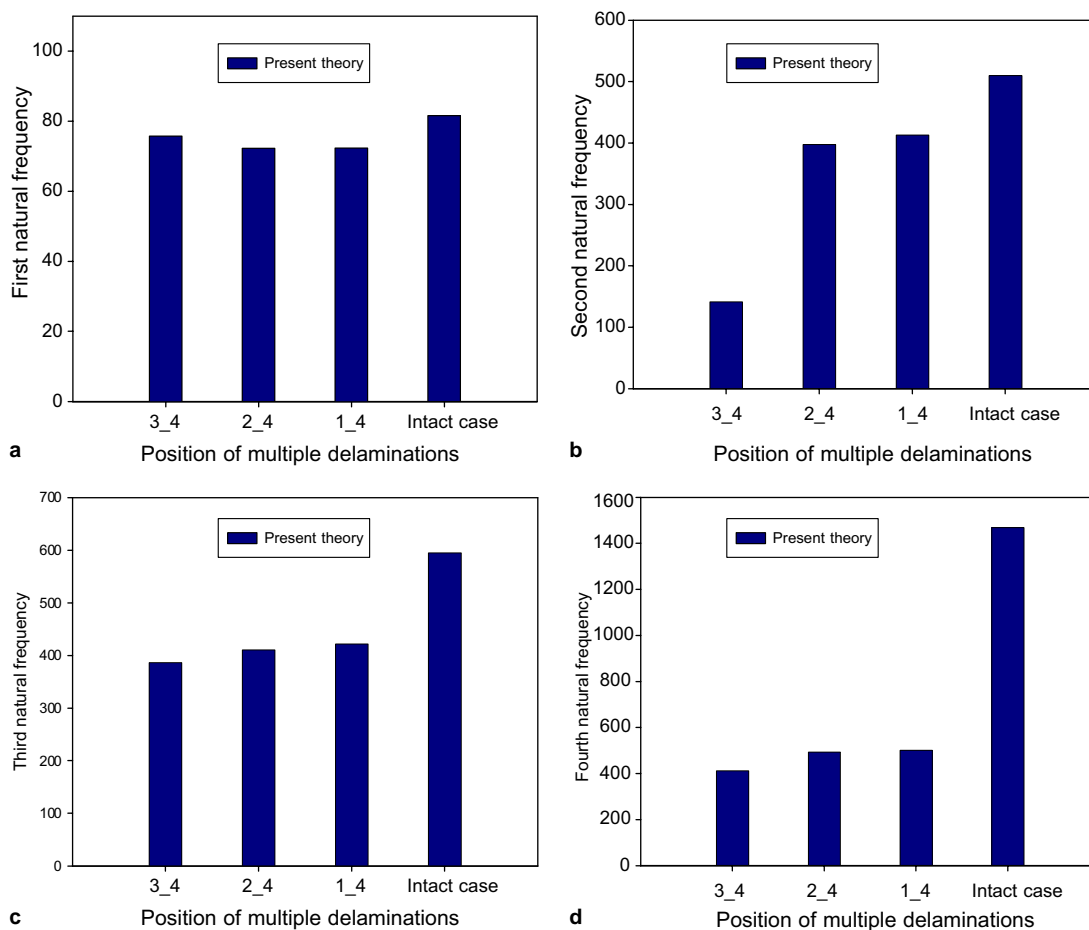 First natural frequency
100
80
60
40
20
0
Present theory
3_4 2_4 1_4 Intact case
a Position of multiple delaminations
Second natural frequency
600
500
400
300
200
100
0
Present theory
3_4 2_4 1_4 Intact case
b Position of multiple delaminations
Third natural frequency
700
600
500
400
300
200
100
0
Present theory
3_4 2_4 1_4 Intact case
c Position of multiple delaminations
Fourth natural frequency
1600
1400
1200
1000
800
600
400
200
0
Present theory
3_4 2_4 1_4 Intact case
d Position of multiple delaminations